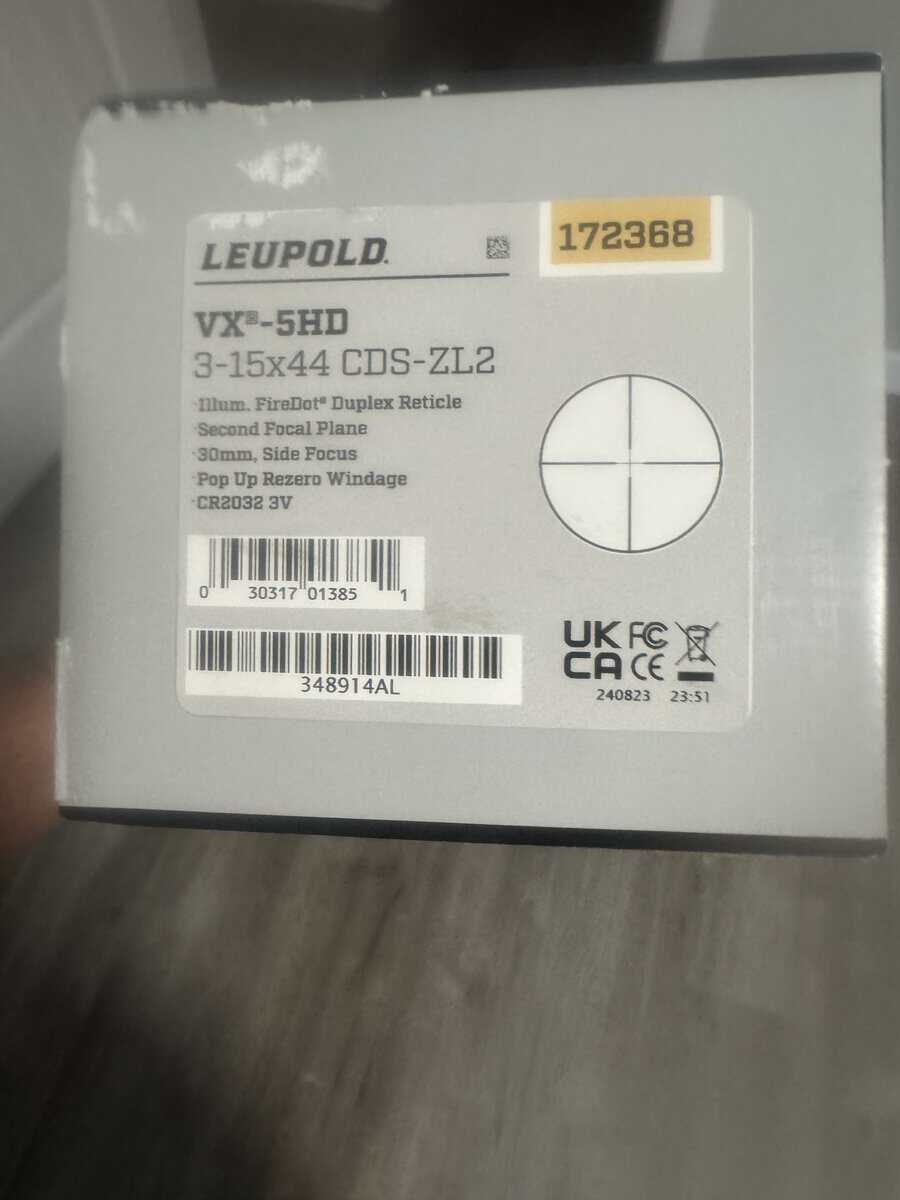 LEUPOLD.
172368
VX®-5HD
3-15x44 CDS-ZL2
·Illum. FireDot® Duplex Reticle
·Second Focal Plane
·30mm, Side Focus
·Pop Up Rezero Windage
·CR2032 3V
0 30317 01385 1
348914AL
UK
CA
FC
CE
240823 23:51